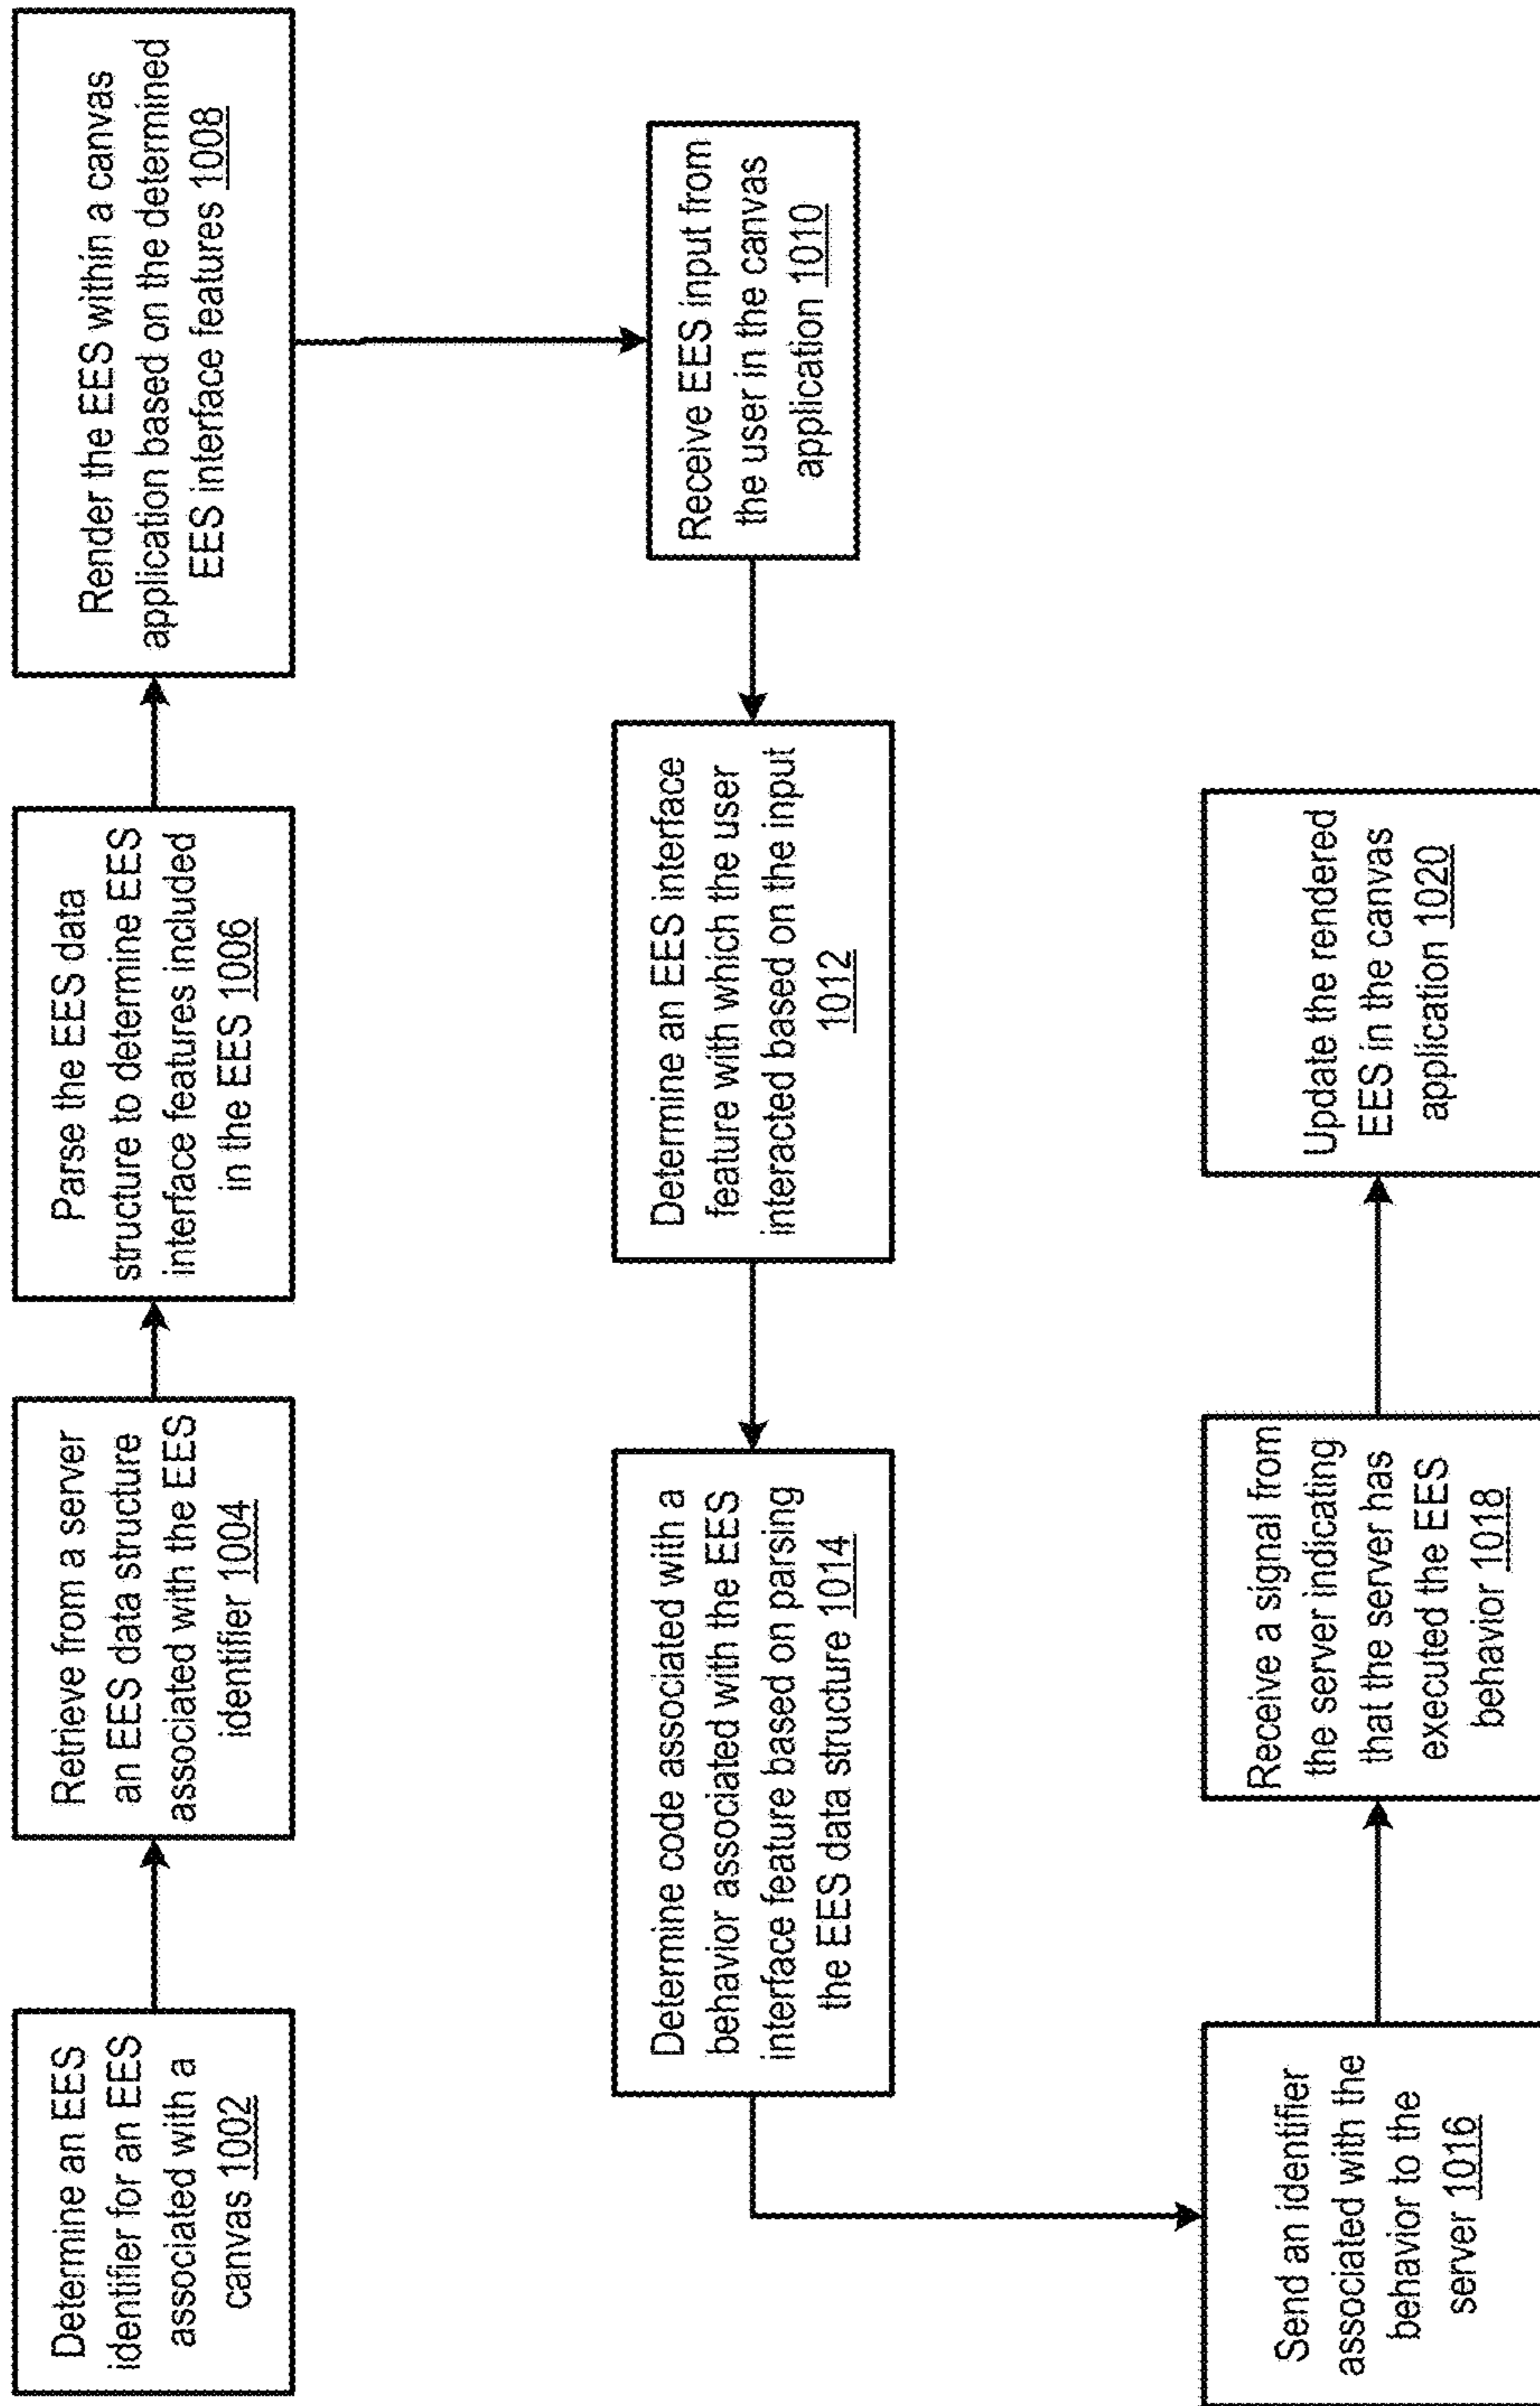 Determine an EES
identifier for an EES
associated with a
canvas 1002
Retrieve from a server
an EES data structure
associated with the EES
identifier 1004
Parse the EES data
structure to determine EES
interface features included
in the EES 1006
Render the EES within a canvas
application based on the determined
EES interface features 1008
Receive EES input from
the user in the canvas
application 1010
Determine an EES interface
feature with which the user
interacted based on the input
1012
Determine code associated with a
behavior associated with the EES
interface feature based on parsing
the EES data structure 1014
Send an identifier
associated with the
behavior to the
server 1016
Receive a signal from
the server indicating
that the server has
executed the EES
behavior 1018
Update the rendered
EES in the canvas
application 1020